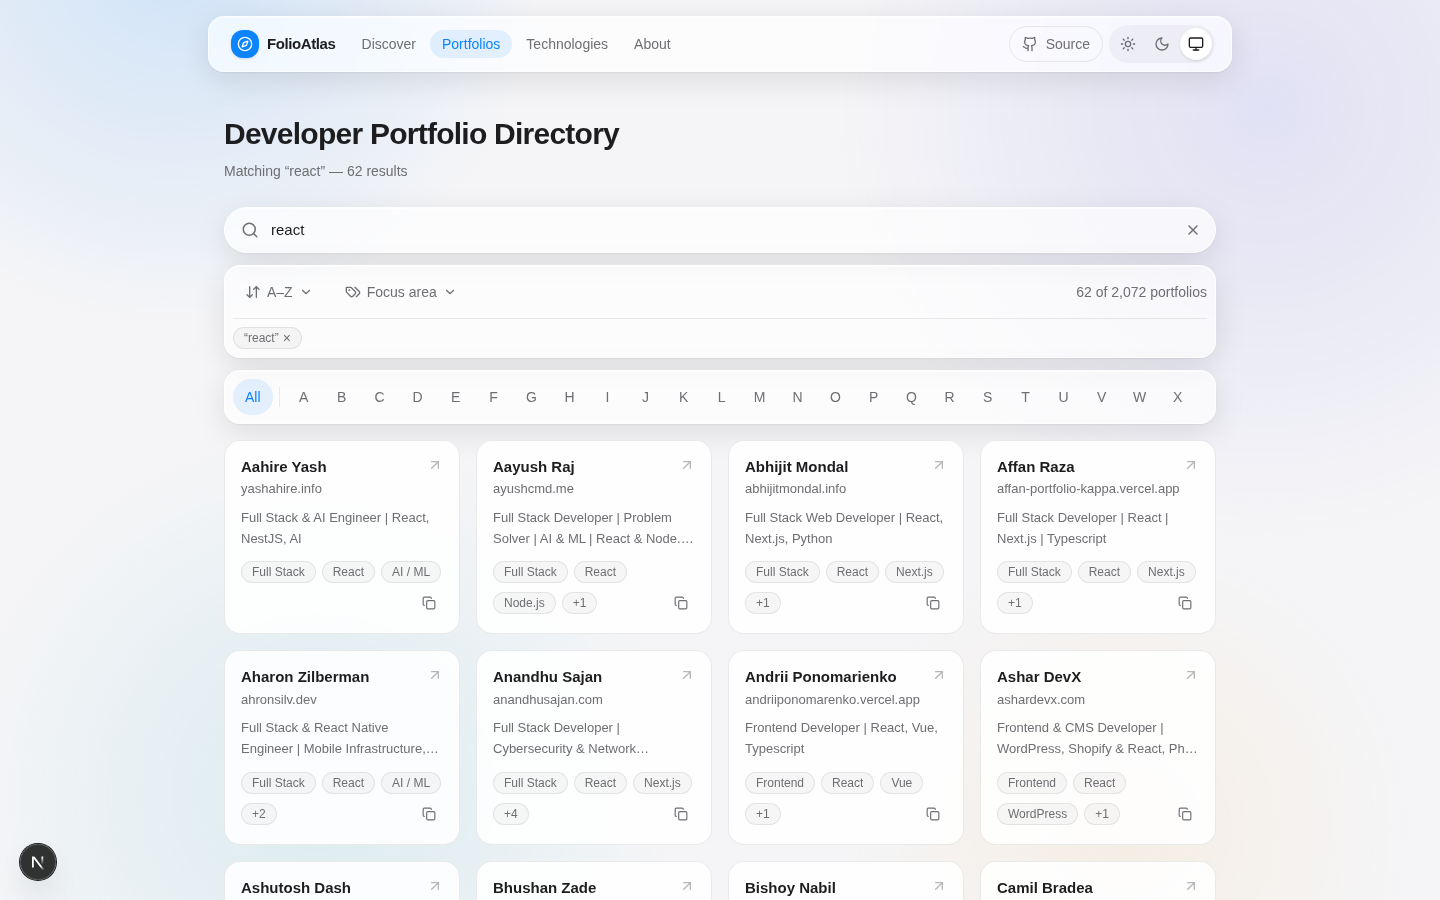 FolioAtlas Discover Portfolios Technologies About Source
Developer Portfolio Directory
Matching “react” — 62 results
react
A–Z Focus area 62 of 2,072 portfolios
“react” ×
All A B C D E F G H I J K L M N O P Q R S T U V W X
Aahire Yash
yashahire.info
Full Stack & AI Engineer | React,
NestJS, AI
Full Stack React AI / ML
Aayush Raj
ayushcmd.me
Full Stack Developer | Problem
Solver | AI & ML | React & Node.…
Full Stack React
Node.js +1
Abhijit Mondal
abhijitmondal.info
Full Stack Web Developer | React,
Next.js, Python
Full Stack React Next.js
+1
Affan Raza
affan-portfolio-kappa.vercel.app
Full Stack Developer | React |
Next.js | Typescript
Full Stack React Next.js
+1
Aharon Zilberman
ahronsilv.dev
Full Stack & React Native
Engineer | Mobile Infrastructure,…
Full Stack React AI / ML
+2
Anandhu Sajan
anandhusajan.com
Full Stack Developer |
Cybersecurity & Network…
Full Stack React Next.js
+4
Andrii Ponomarienko
andriiponomarenko.vercel.app
Frontend Developer | React, Vue,
Typescript
Frontend React Vue
+1
Ashar DevX
ashardevx.com
Frontend & CMS Developer |
WordPress, Shopify & React, Ph…
Frontend React
WordPress +1
Ashutosh Dash
Bhushan Zade
Bishoy Nabil
Camil Bradea